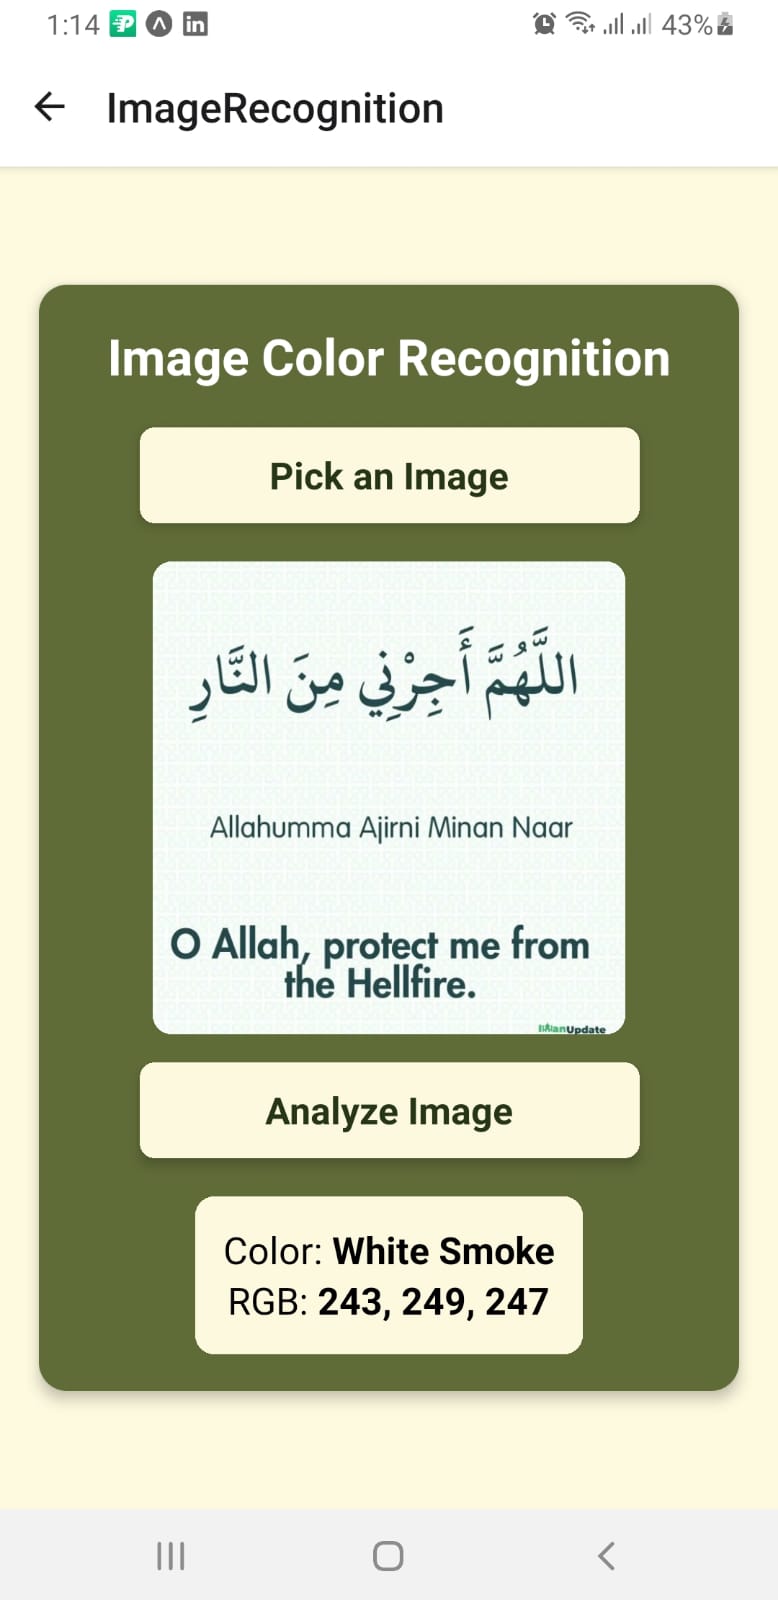 1:14
43%
ImageRecognition
Image Color Recognition
Pick an Image
اللَّهُمَّ أَجِرْنِي مِنَ النَّارِ
Allahumma Ajirni Minan Naar
O Allah, protect me from
the Hellfire.
Update
Analyze Image
Color: White Smoke
RGB: 243, 249, 247